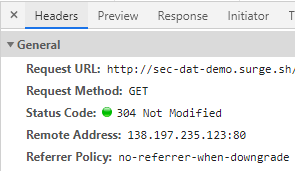 Headers Preview Response Initiator
General
Request URL: http://sec-dat-demo.surge.sh/
Request Method: GET
Status Code: 304 Not Modified
Remote Address: 138.197.235.123:80
Referrer Policy: no-referrer-when-downgrade